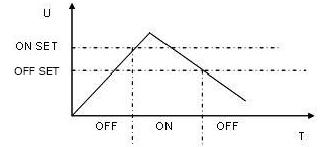 U
ON SET
OFF SET
OFF ON OFF
T